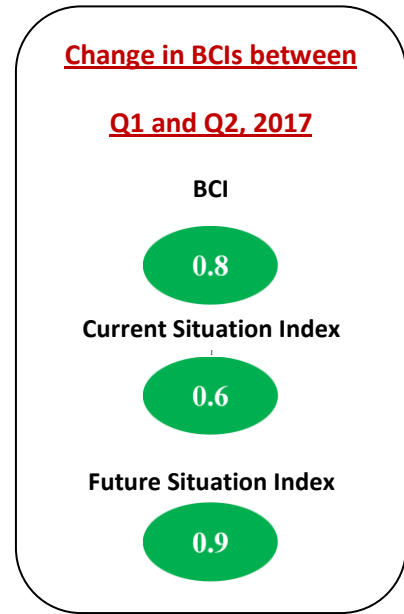 Change in BCIs between
Q1 and Q2, 2017
BCI
0.8
Current Situation Index
0.6
Future Situation Index
0.9